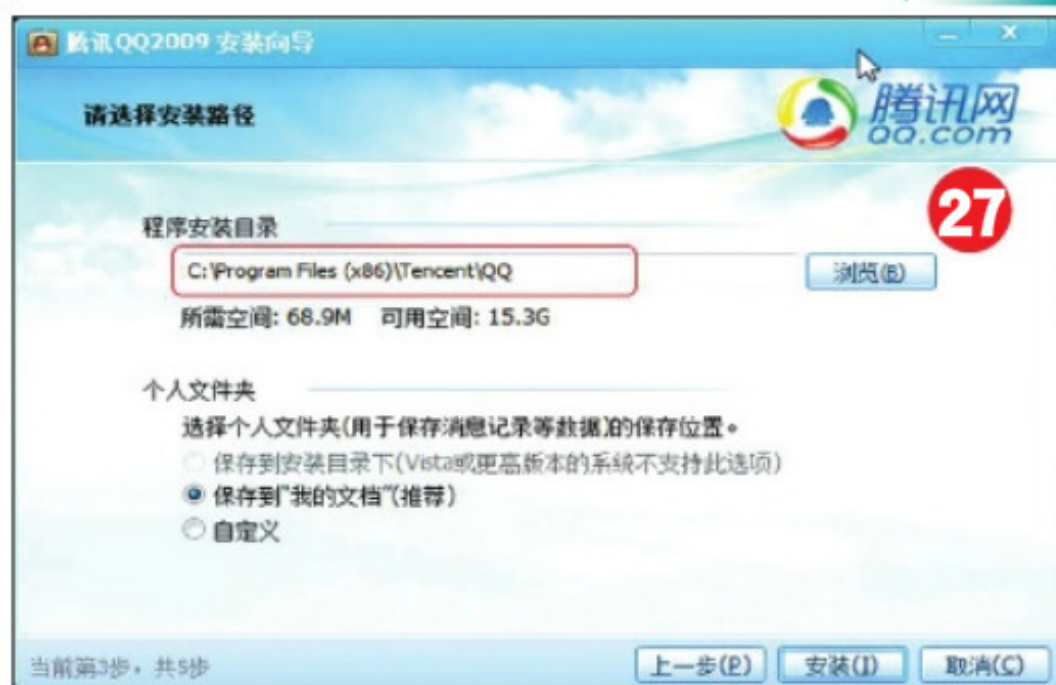 腾讯QQ2009 安装向导
请选择安装路径
腾讯网
QQ.com
27
程序安装目录
C:\Program Files (x86)\Tencent\QQ
浏览(B)
所需空间: 68.9M 可用空间: 15.3G
个人文件夹
选择个人文件夹(用于保存消息记录等数据)的保存位置。
保存到安装目录下(Vista或更高版本的系统不支持此选项)
保存到"我的文档"(推荐)
自定义
当前第3步，共5步
上一步(P) 安装(I) 取消(C)